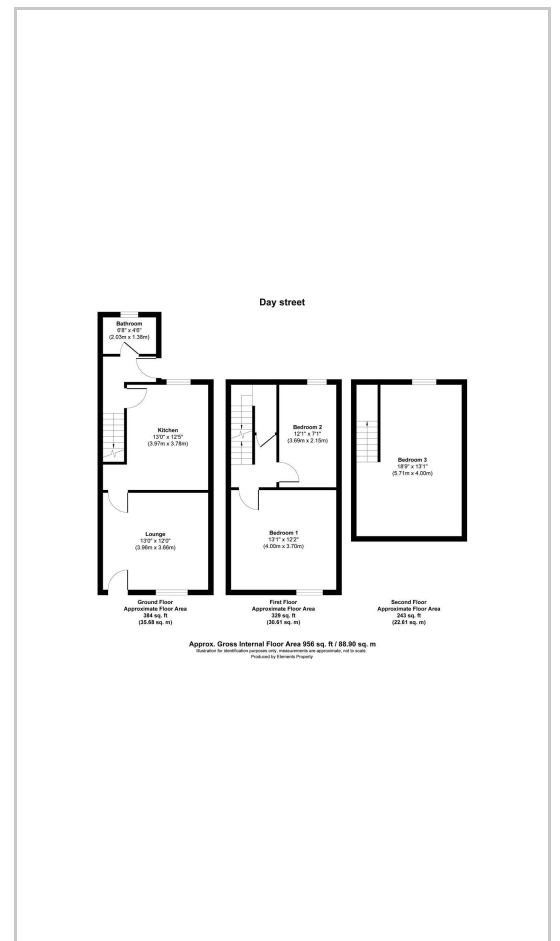 Day street
Bathroom
6'8" x 4'6"
(2.03m x 1.38m)
Kitchen
13'0" x 12'5"
(3.97m x 3.78m)
Lounge
13'0" x 12'0"
(3.96m x 3.66m)
Ground Floor
Approximate Floor Area
384 sq. ft
(35.68 sq. m)
Bedroom 2
12'1" x 7'1"
(3.69m x 2.15m)
Bedroom 1
13'1" x 12'2"
(4.00m x 3.70m)
First Floor
Approximate Floor Area
329 sq. ft
(30.61 sq. m)
Bedroom 3
18'9" x 13'1"
(5.71m x 4.00m)
Second Floor
Approximate Floor Area
243 sq. ft
(22.61 sq. m)
Approx. Gross Internal Floor Area 956 sq. ft / 88.90 sq. m
Illustration for identification purposes only, measurements are approximate, not to scale.
Produced by Elements Property